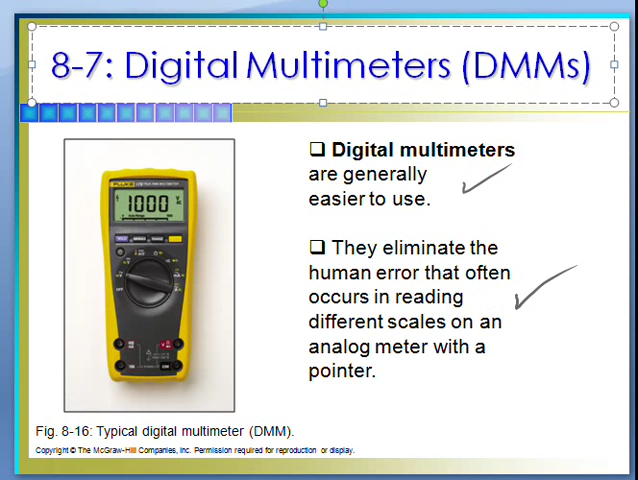 8-7: Digital Multimeters (DMMs)
❑ Digital multimeters
are generally
easier to use.
❑ They eliminate the
human error that often
occurs in reading
different scales on an
analog meter with a
pointer.
FLUKE
1000
OFF
COM
Fig. 8-16: Typical digital multimeter (DMM).
Copyright © The McGraw-Hill Companies, Inc. Permission required for reproduction or display.